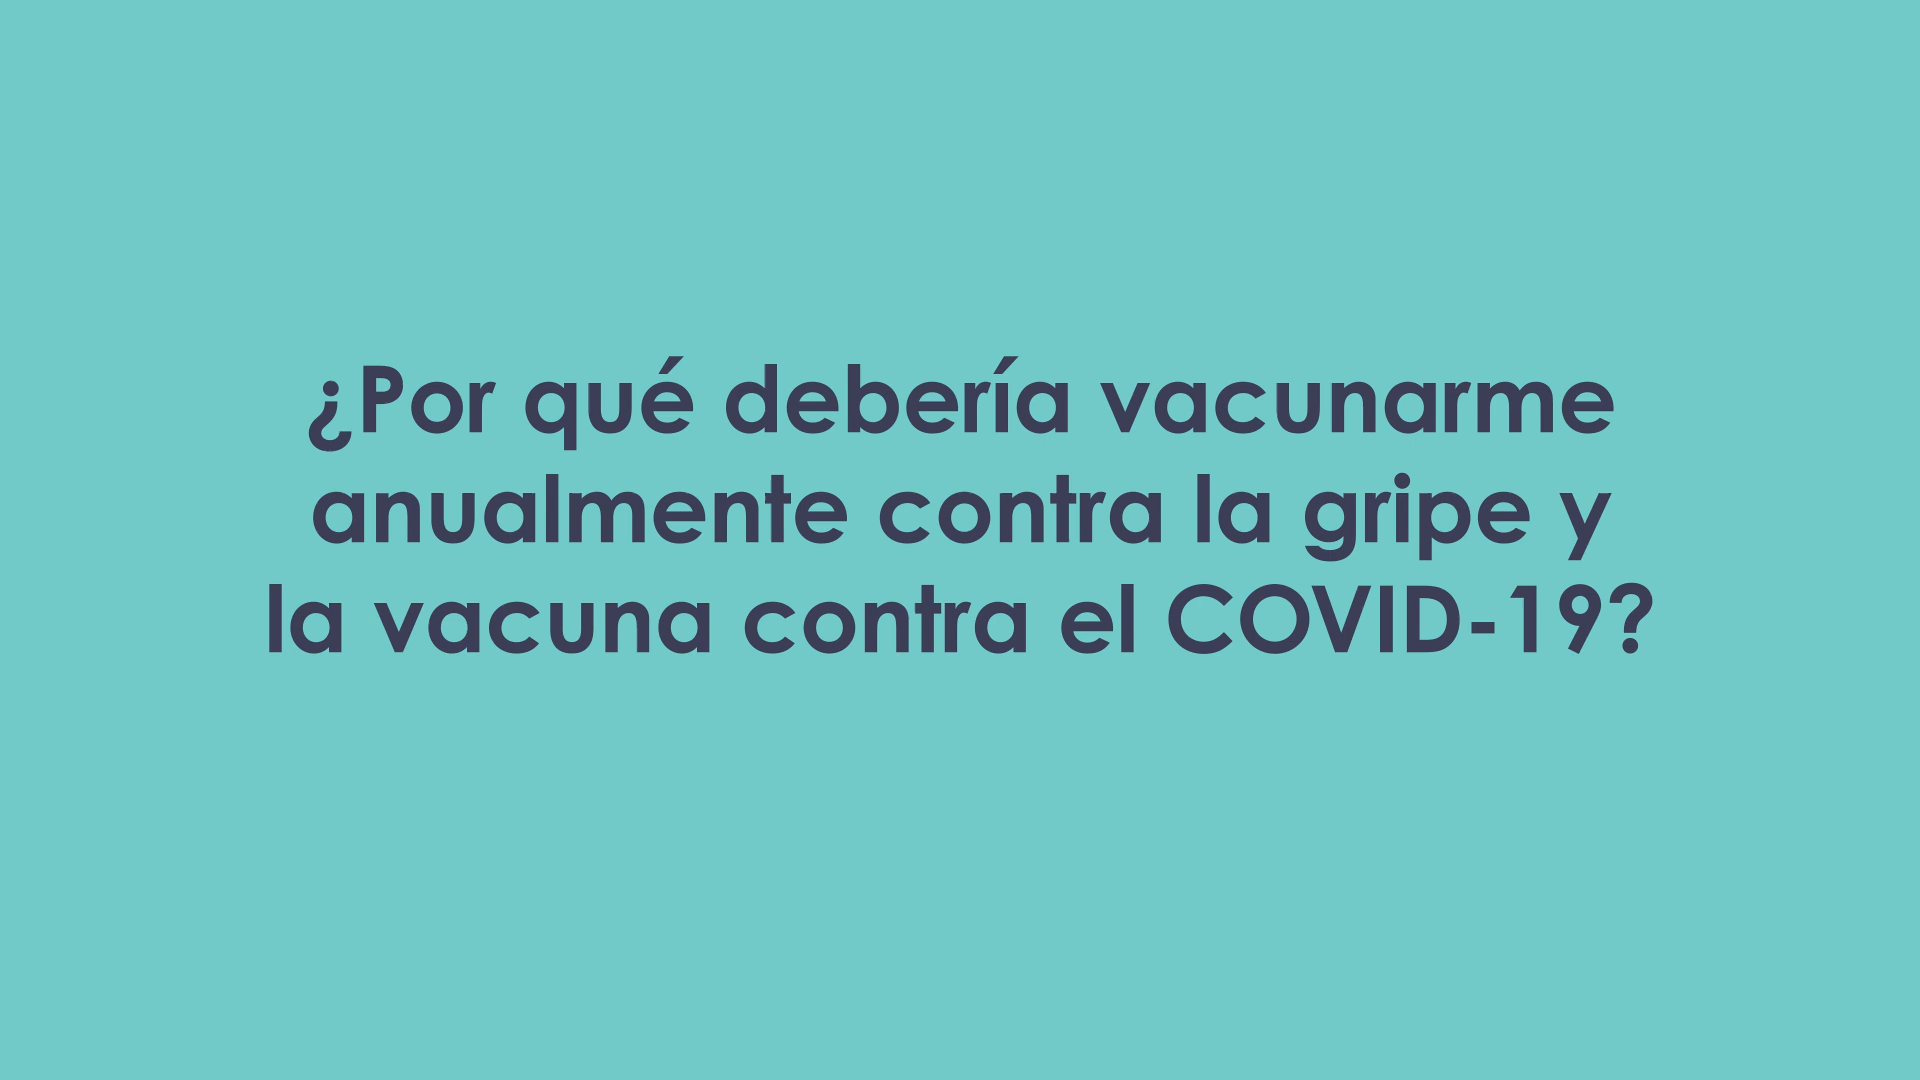 ¿Por qué debería vacunarme
anualmente contra la gripe y
la vacuna contra el COVID-19?